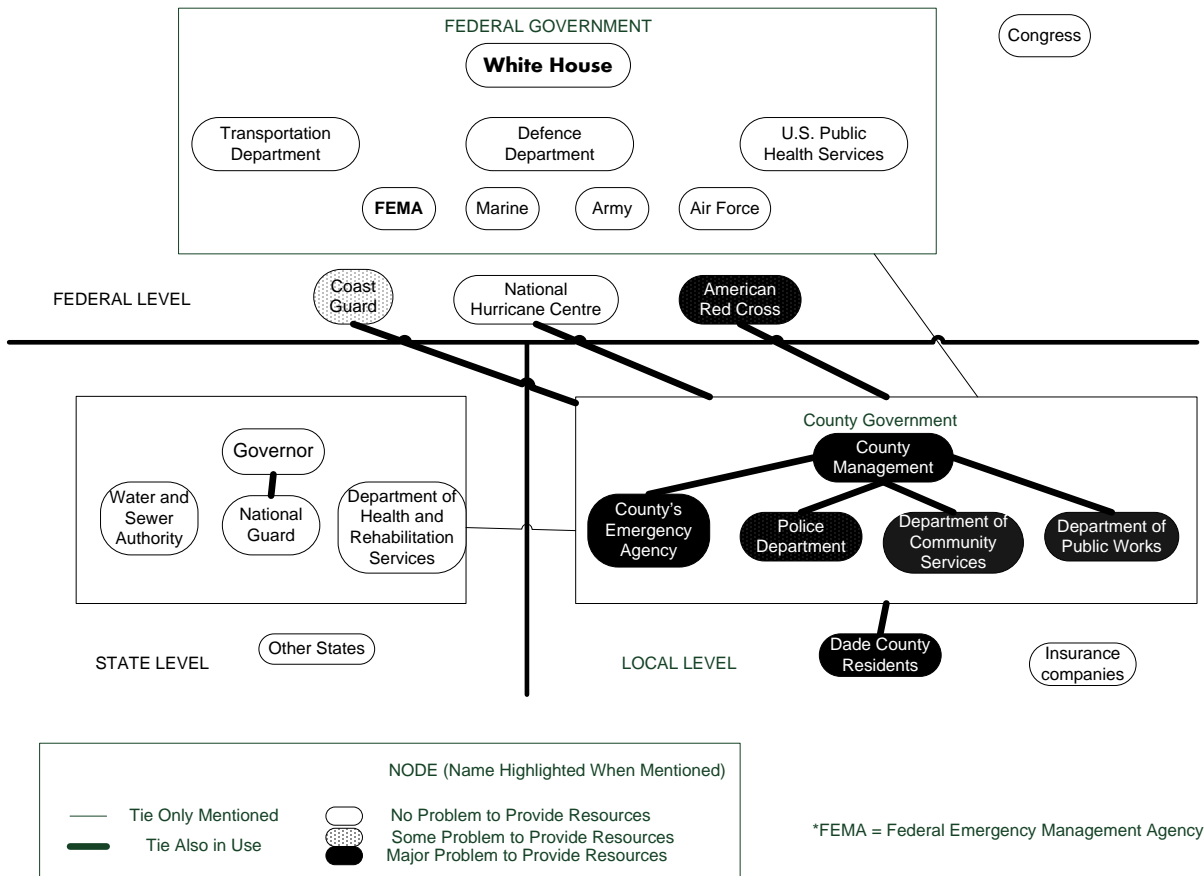 FEDERAL GOVERNMENT
White House
Congress
Transportation
Department
Defence
Department
U.S. Public
Health Services
FEMA
Marine
Army
Air Force
FEDERAL LEVEL
Coast
Guard
National
Hurricane Centre
American
Red Cross
County Government
County
Management
Governor
Water and
Sewer
Authority
National
Guard
Department of
Health and
Rehabilitation
Services
County's
Emergency
Agency
Police
Department
Department of
Community
Services
Department of
Public Works
STATE LEVEL
Other States
LOCAL LEVEL
Dade County
Residents
Insurance
companies
NODE (Name Highlighted When Mentioned)
Tie Only Mentioned
No Problem to Provide Resources
Tie Also in Use
Some Problem to Provide Resources
Major Problem to Provide Resources
*FEMA = Federal Emergency Management Agency